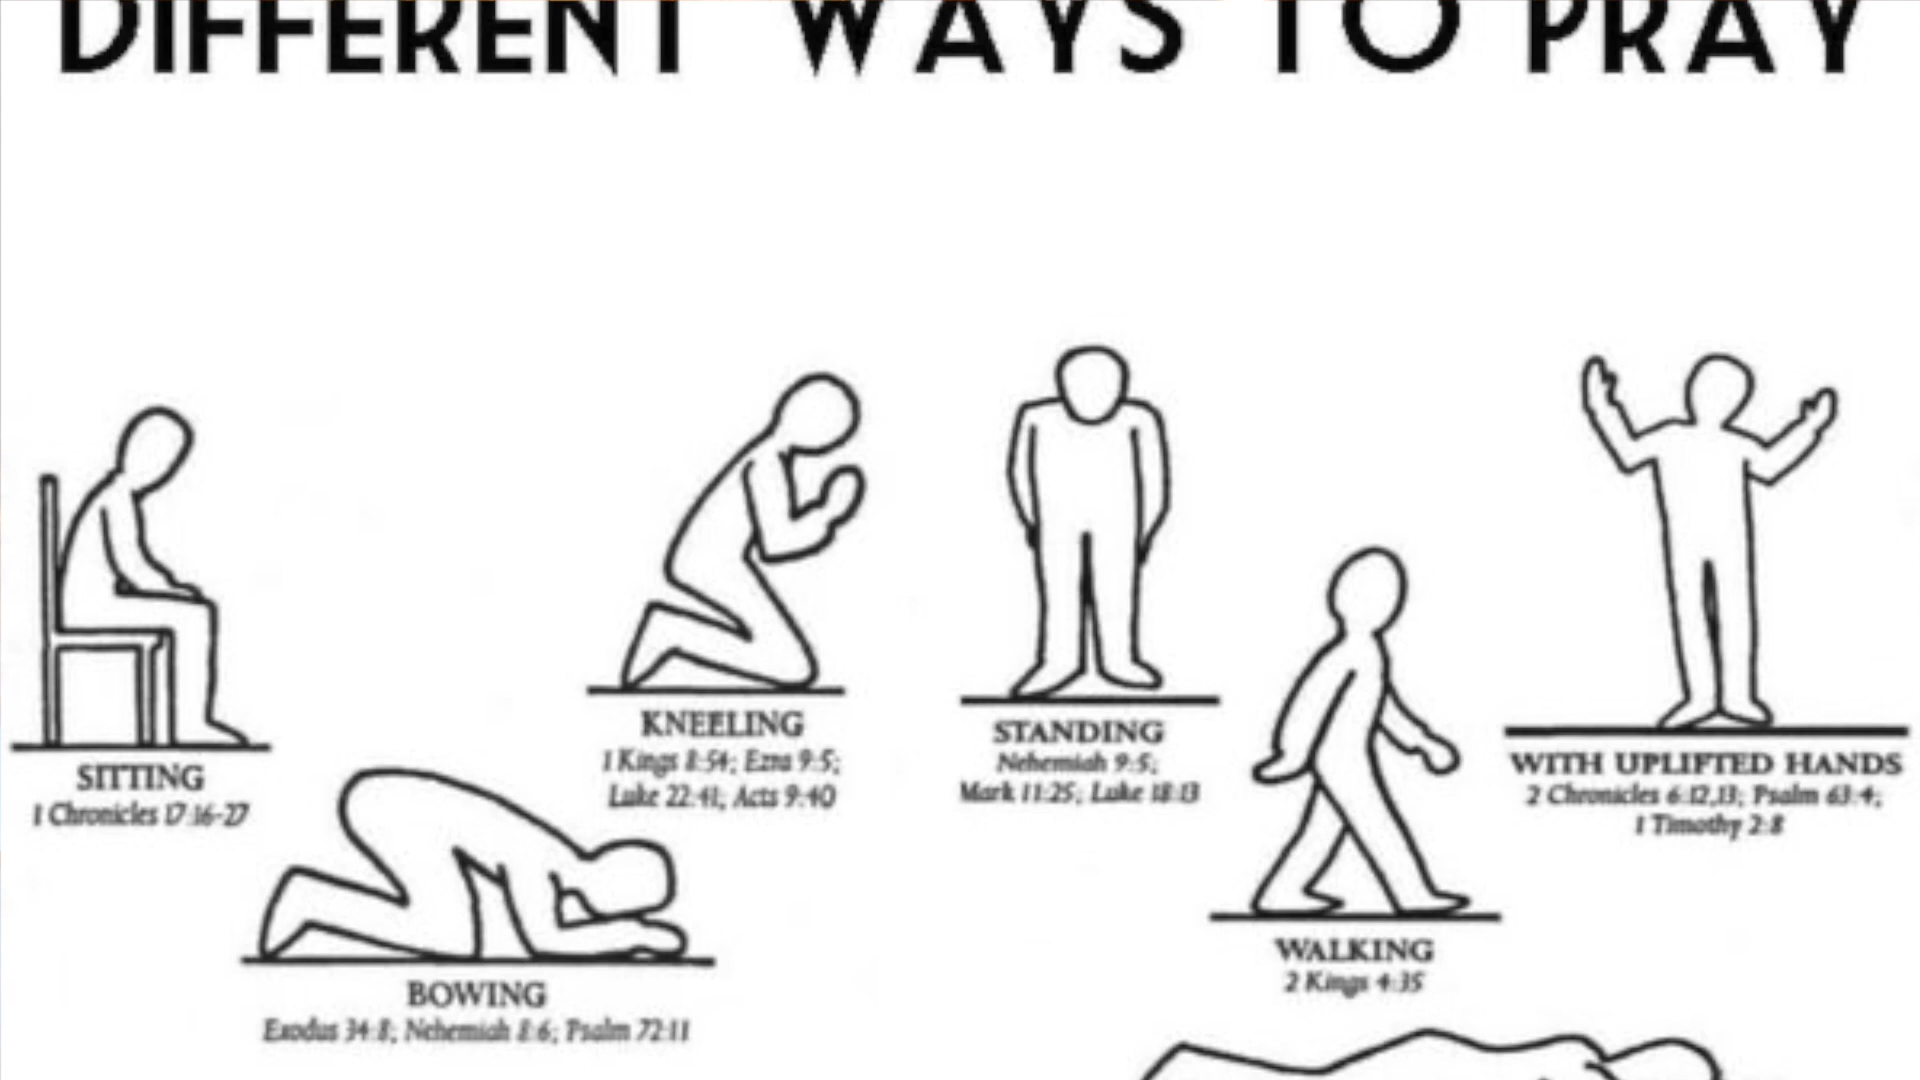 DIFFERENT WAYS TO PRAY
SITTING
1 Chronicles 17:16-27
KNEELING
1 Kings 8:54; Ezra 9:5;
Luke 22:41; Acts 9:40
STANDING
Nehemiah 9:5;
Mark 11:25; Luke 18:13
WITH UPLIFTED HANDS
2 Chronicles 6:12,13; Psalm 63:4;
1 Timothy 2:8
BOWING
Exodus 34:8; Nehemiah 8:6; Psalm 72:11
WALKING
2 Kings 4:35